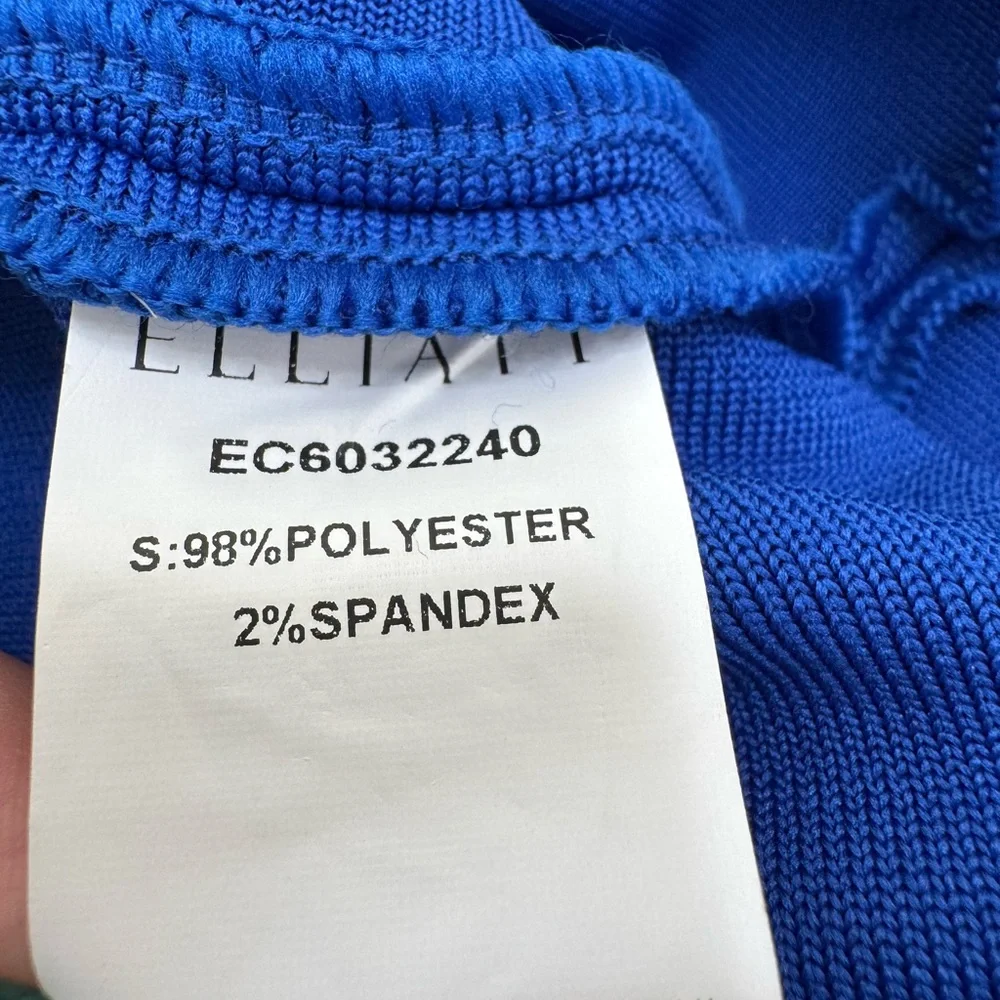 ELLIATT
EC6032240
S:98%POLYESTER
2%SPANDEX